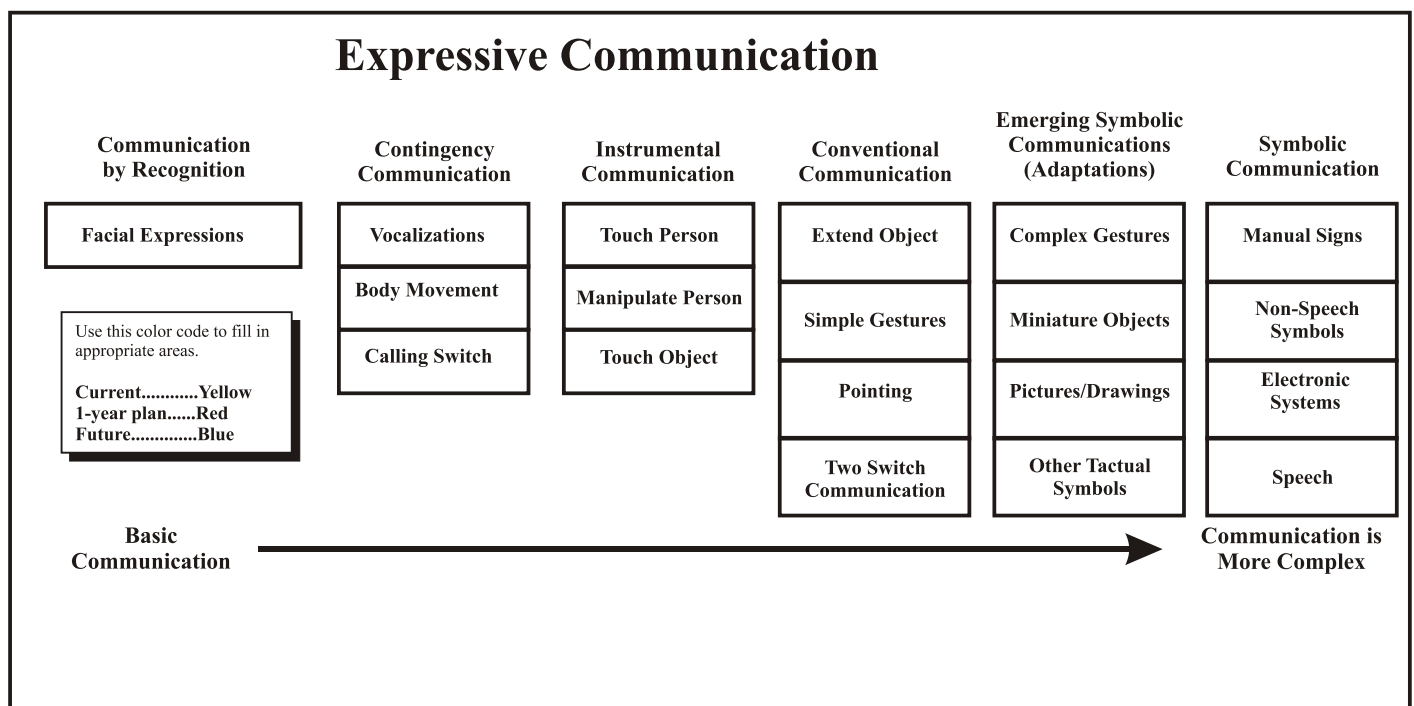 Expressive Communication
Communication
by Recognition
Facial Expressions
Use this color code to fill in
appropriate areas.
Current............Yellow
1-year plan......Red
Future..............Blue
Contingency
Communication
Vocalizations
Body Movement
Calling Switch
Instrumental
Communication
Touch Person
Manipulate Person
Touch Object
Conventional
Communication
Extend Object
Simple Gestures
Pointing
Two Switch
Communication
Emerging Symbolic
Communications
(Adaptations)
Complex Gestures
Miniature Objects
Pictures/Drawings
Other Tactual
Symbols
Symbolic
Communication
Manual Signs
Non-Speech
Symbols
Electronic
Systems
Speech
Basic
Communication
Communication is
More Complex